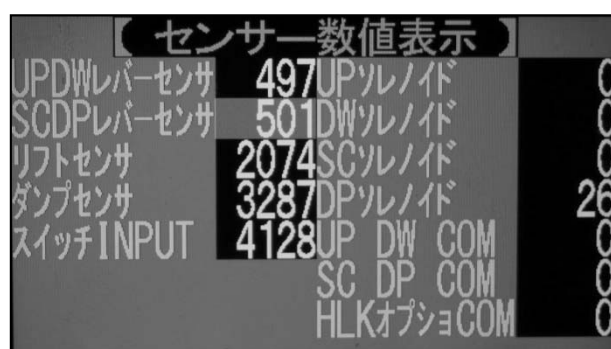 【センサー数値表示】
UPDWレバーセンサ 497 UPソレノイド 0
SCDPレバーセンサ 501 DWソレノイド 0
リフトセンサ 2074 SCソレノイド 0
ダンプセンサ 3287 DPソレノイド 26
スイッチINPUT 4128 UP DW COM 0
SC DP COM 0
HLKオプショCOM 0